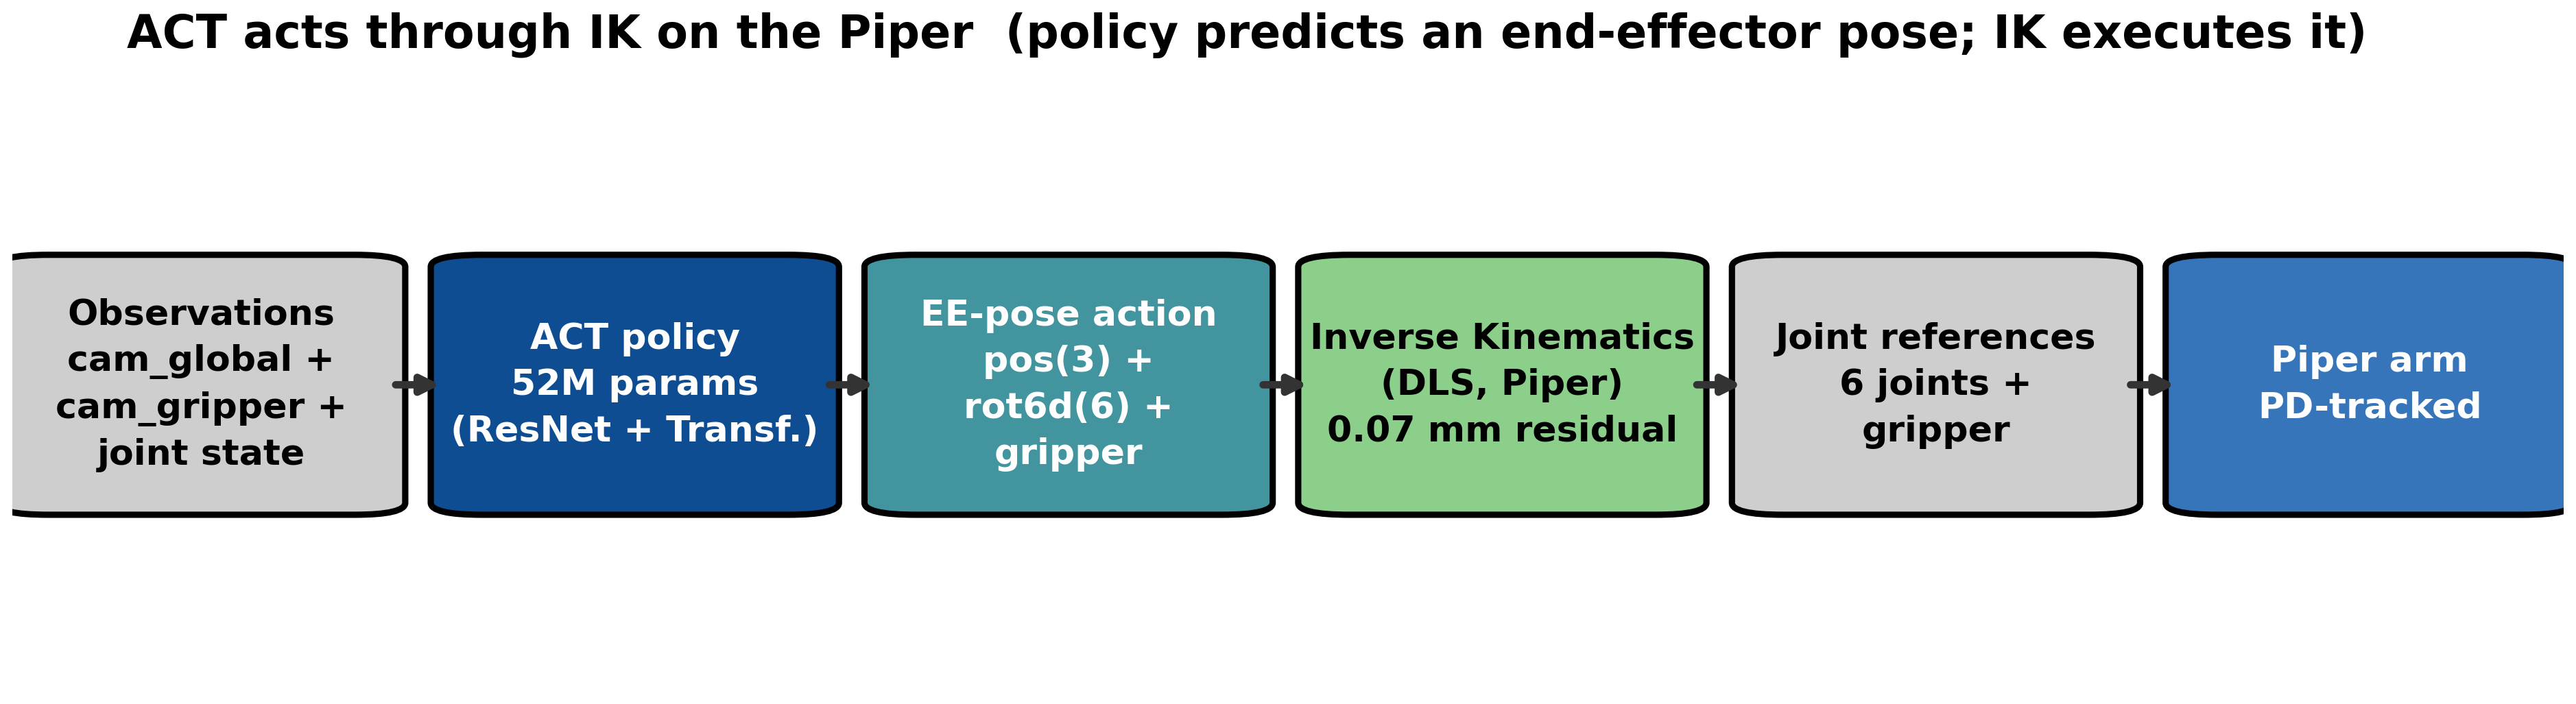 ACT acts through IK on the Piper  (policy predicts an end-effector pose; IK executes it)
Observations
cam_global +
cam_gripper +
joint state
ACT policy
52M params
(ResNet + Transf.)
EE-pose action
pos(3) +
rot6d(6) +
gripper
Inverse Kinematics
(DLS, Piper)
0.07 mm residual
Joint references
6 joints +
gripper
Piper arm
PD-tracked